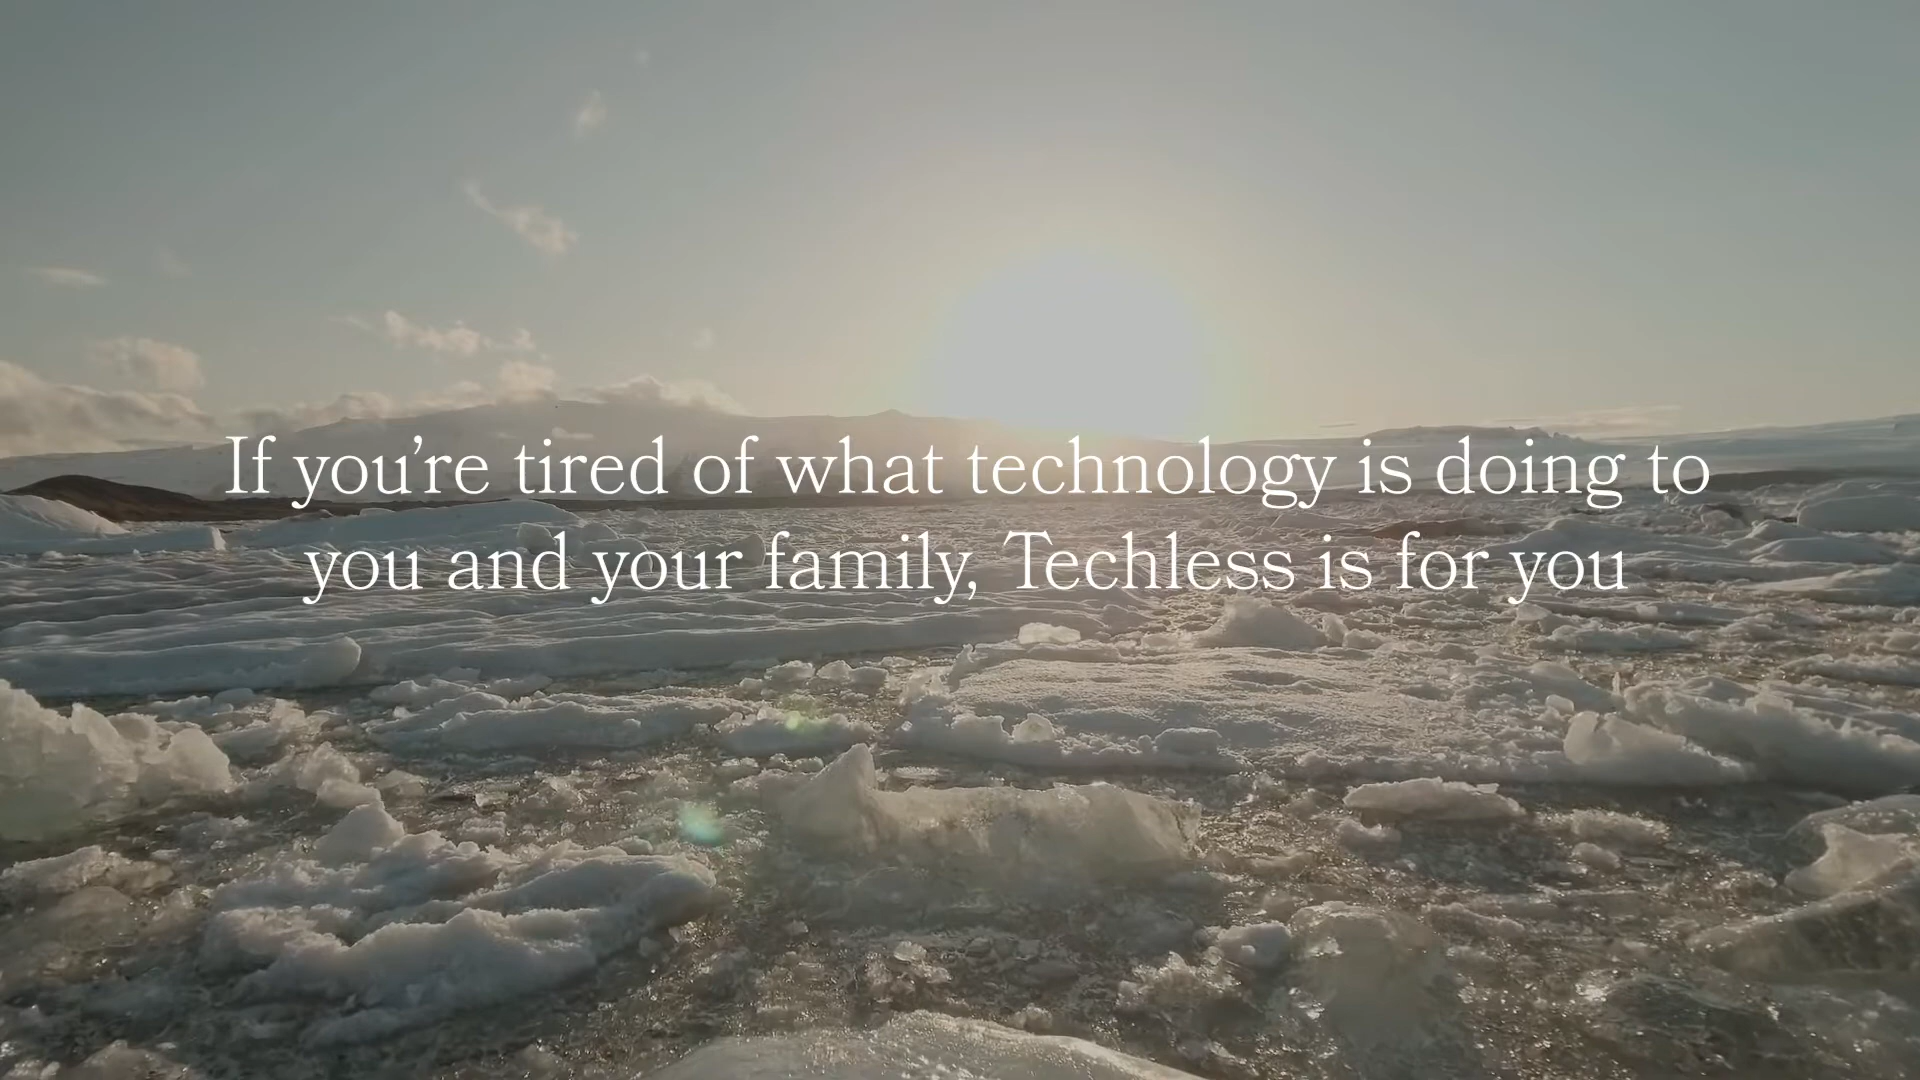 If you’re tired of what technology is doing to
you and your family, Techless is for you